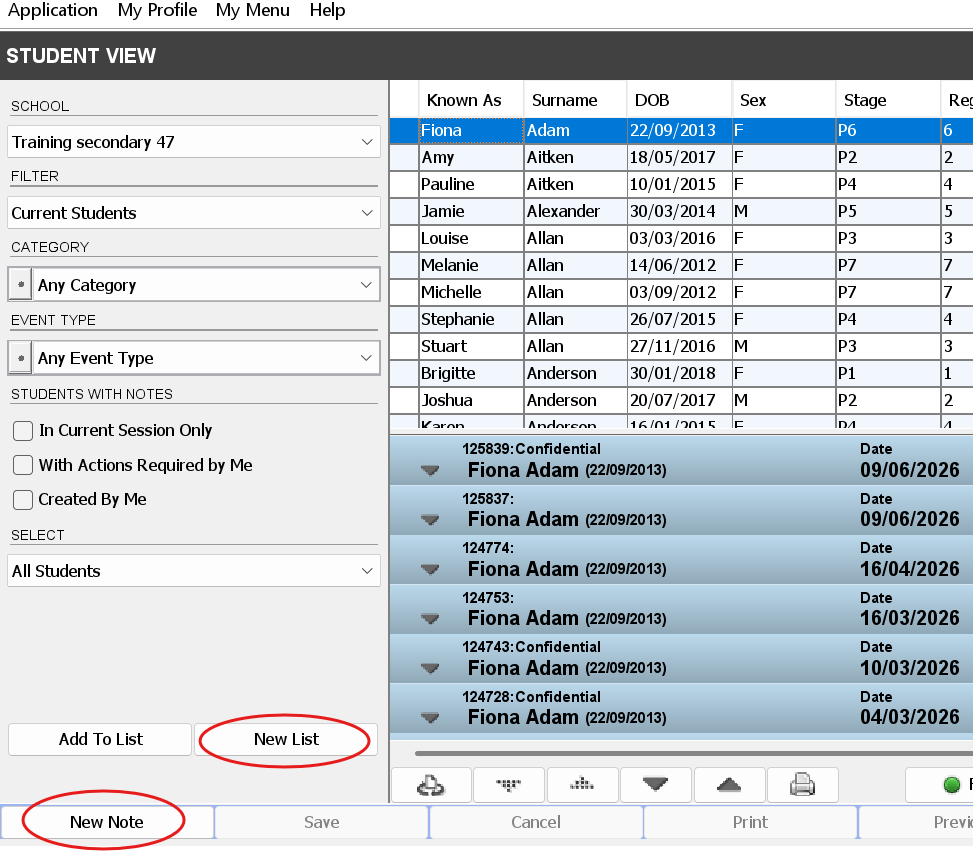 Application My Profile My Menu Help
STUDENT VIEW
SCHOOL
Training secondary 47
FILTER
Current Students
CATEGORY
Any Category
EVENT TYPE
Any Event Type
STUDENTS WITH NOTES
In Current Session Only
With Actions Required by Me
Created By Me
SELECT
All Students
Add To List New List
Known As Surname DOB Sex Stage Reg
Fiona Adam 22/09/2013 F P6 6
Amy Aitken 18/05/2017 F P2 2
Pauline Aitken 10/01/2015 F P4 4
Jamie Alexander 30/03/2014 M P5 5
Louise Allan 03/03/2016 F P3 3
Melanie Allan 14/06/2012 F P7 7
Michelle Allan 03/09/2012 F P7 7
Stephanie Allan 26/07/2015 F P4 4
Stuart Allan 27/11/2016 M P3 3
Brigitte Anderson 30/01/2018 F P1 1
Joshua Anderson 20/07/2017 M P2 2
Karen Anderson 16/01/2015 F P4 4
125839:Confidential Date
Fiona Adam (22/09/2013) 09/06/2026
125837: Date
Fiona Adam (22/09/2013) 09/06/2026
124774: Date
Fiona Adam (22/09/2013) 16/04/2026
124753: Date
Fiona Adam (22/09/2013) 16/03/2026
124743:Confidential Date
Fiona Adam (22/09/2013) 10/03/2026
124728:Confidential Date
Fiona Adam (22/09/2013) 04/03/2026
New Note Save Cancel Print Previ